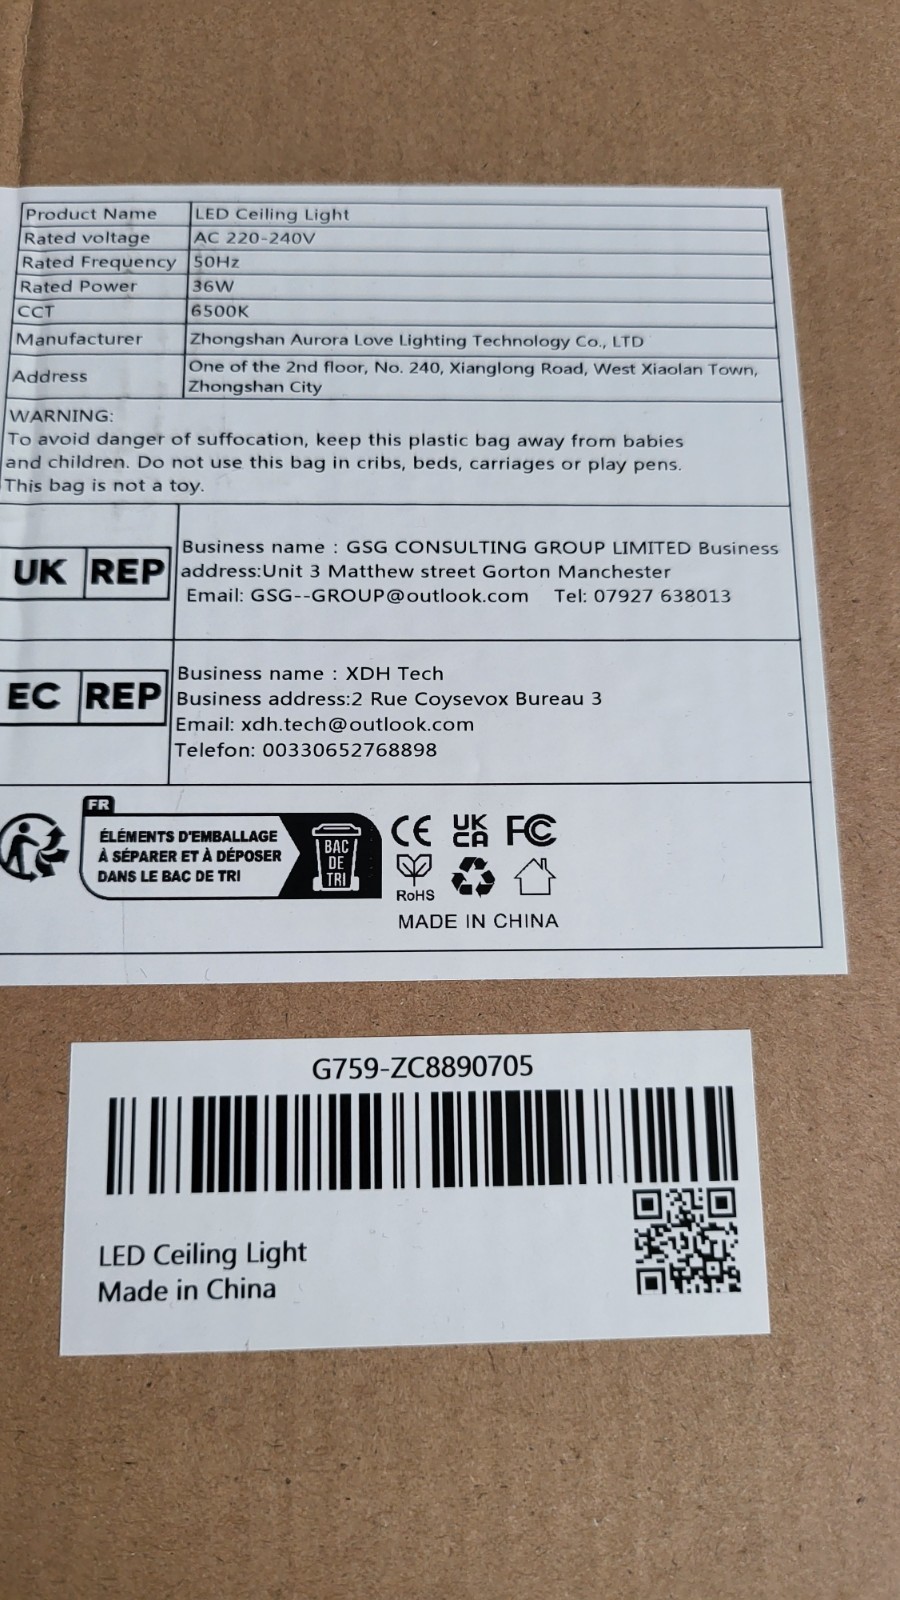 Product Name LED Ceiling Light
Rated voltage AC 220-240V
Rated Frequency 50Hz
Rated Power 36W
CCT 6500K
Manufacturer Zhongshan Aurora Love Lighting Technology Co., LTD
Address One of the 2nd floor, No. 240, Xianglong Road, West Xiaolan Town,
Zhongshan City
WARNING:
To avoid danger of suffocation, keep this plastic bag away from babies
and children. Do not use this bag in cribs, beds, carriages or play pens.
This bag is not a toy.
UK REP
Business name : GSG CONSULTING GROUP LIMITED Business
address:Unit 3 Matthew street Gorton Manchester
Email: GSG--GROUP@outlook.com Tel: 07927 638013
EC REP
Business name : XDH Tech
Business address:2 Rue Coysevox Bureau 3
Email: xdh.tech@outlook.com
Telefon: 00330652768898
FR
ÉLÉMENTS D'EMBALLAGE
À SÉPARER ET À DÉPOSER
DANS LE BAC DE TRI
BAC
DE
TRI
CE UK CA FC
RoHS
MADE IN CHINA
G759-ZC8890705
LED Ceiling Light
Made in China